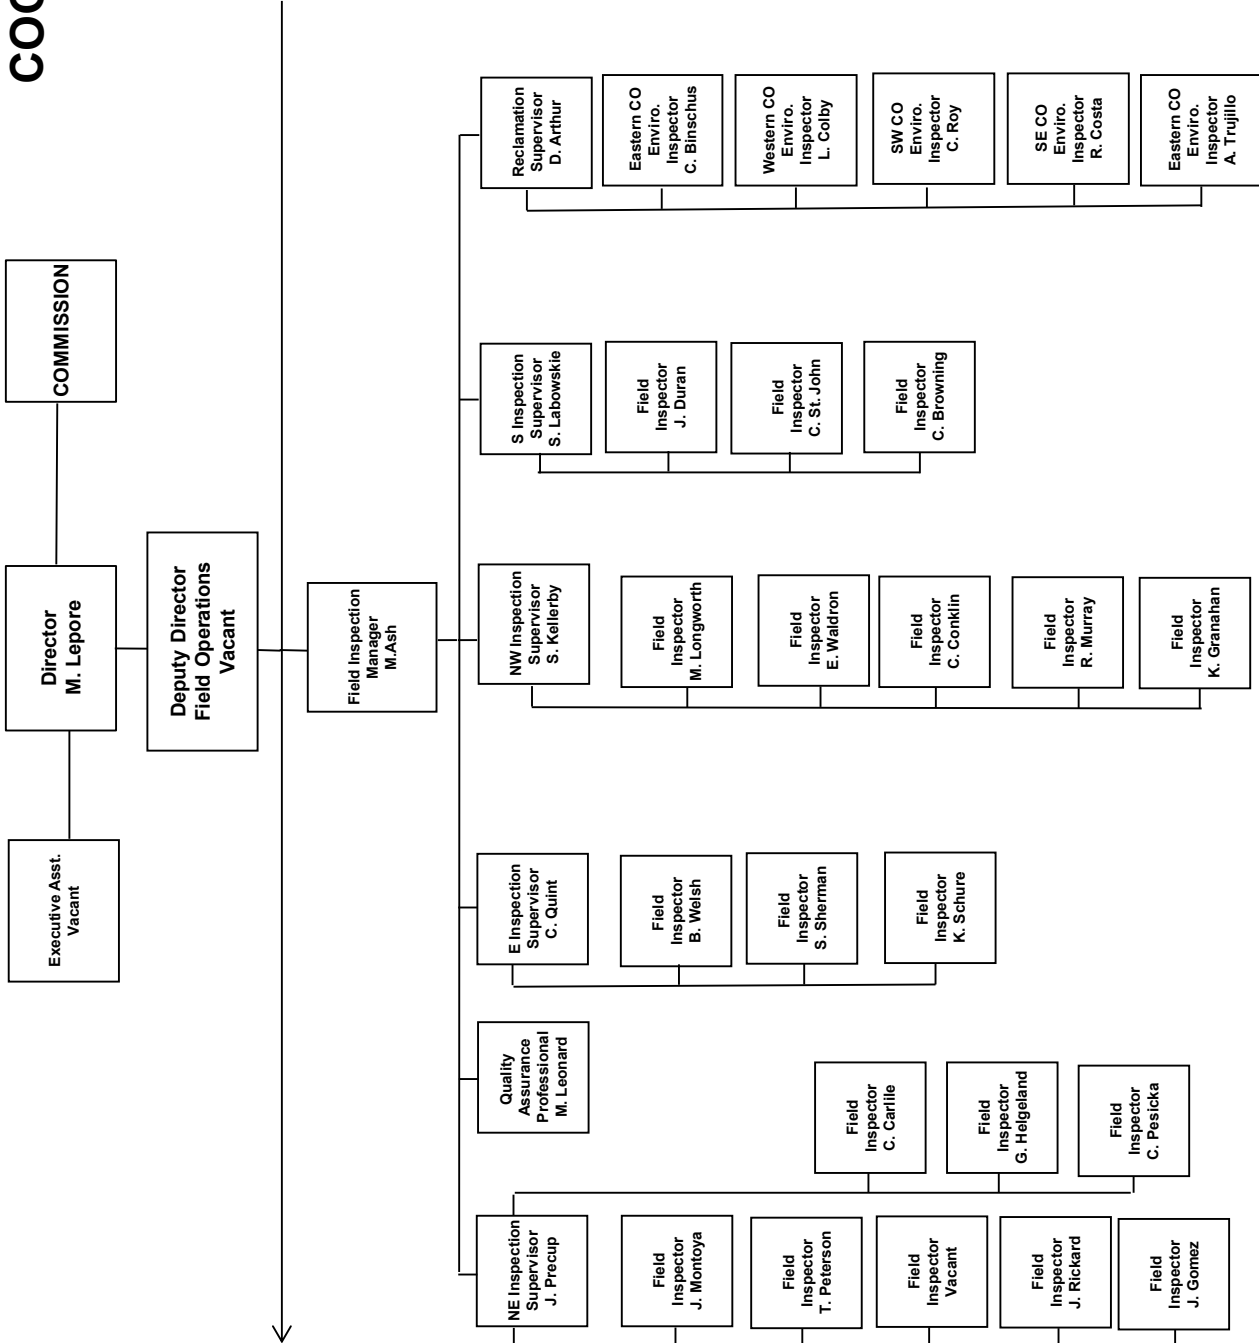 Executive Asst.
Vacant
Director
M. Lepore
COMMISSION
Deputy Director
Field Operations
Vacant
Field Inspection
Manager
M.Ash
NE Inspection
Supervisor
J. Precup
Field
Inspector
J. Montoya
Field
Inspector
T. Peterson
Field
Inspector
Vacant
Field
Inspector
J. Rickard
Field
Inspector
J. Gomez
Field
Inspector
C. Carlile
Field
Inspector
G. Helgeland
Field
Inspector
C. Pesicka
Quality
Assurance
Professional
M. Leonard
E Inspection
Supervisor
C. Quint
Field
Inspector
B. Welsh
Field
Inspector
S. Sherman
Field
Inspector
K. Schure
NW Inspection
Supervisor
S. Kellerby
Field
Inspector
M. Longworth
Field
Inspector
E. Waldron
Field
Inspector
C. Conklin
Field
Inspector
R. Murray
Field
Inspector
K. Granahan
S Inspection
Supervisor
S. Labowskie
Field
Inspector
J. Duran
Field
Inspector
C. St. John
Field
Inspector
C. Browning
Reclamation
Supervisor
D. Arthur
Eastern CO
Enviro.
Inspector
C. Binschus
Western CO
Enviro.
Inspector
L. Colby
SW CO
Enviro.
Inspector
C. Roy
SE CO
Enviro.
Inspector
R. Costa
Eastern CO
Enviro.
Inspector
A. Trujillo